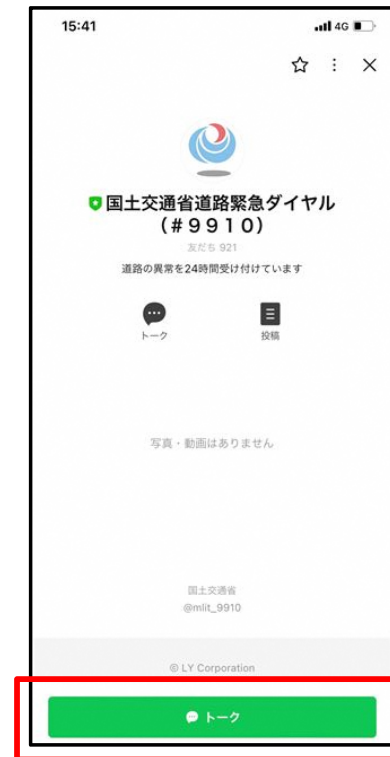 15:41
4G
国土交通省道路緊急ダイヤル
(#9910)
友だち 921
道路の異常を24時間受け付けています
トーク
投稿
写真・動画はありません
国土交通省
@mlit_9910
© LY Corporation
トーク